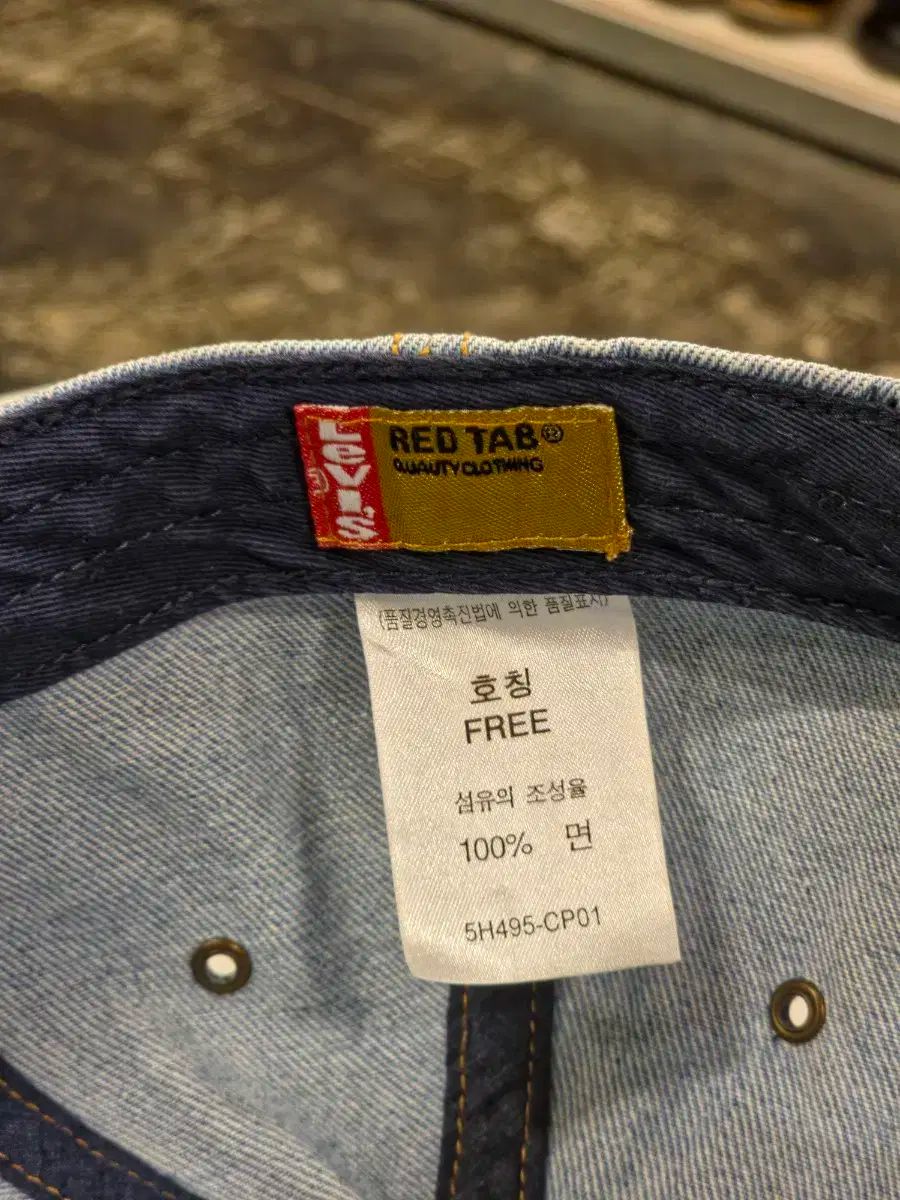 LEVI'S
RED TAB®
QUALITY CLOTHING
(품질경영촉진법에 의한 품질표시)
호칭
FREE
섬유의 조성율
100% 면
5H495-CP01